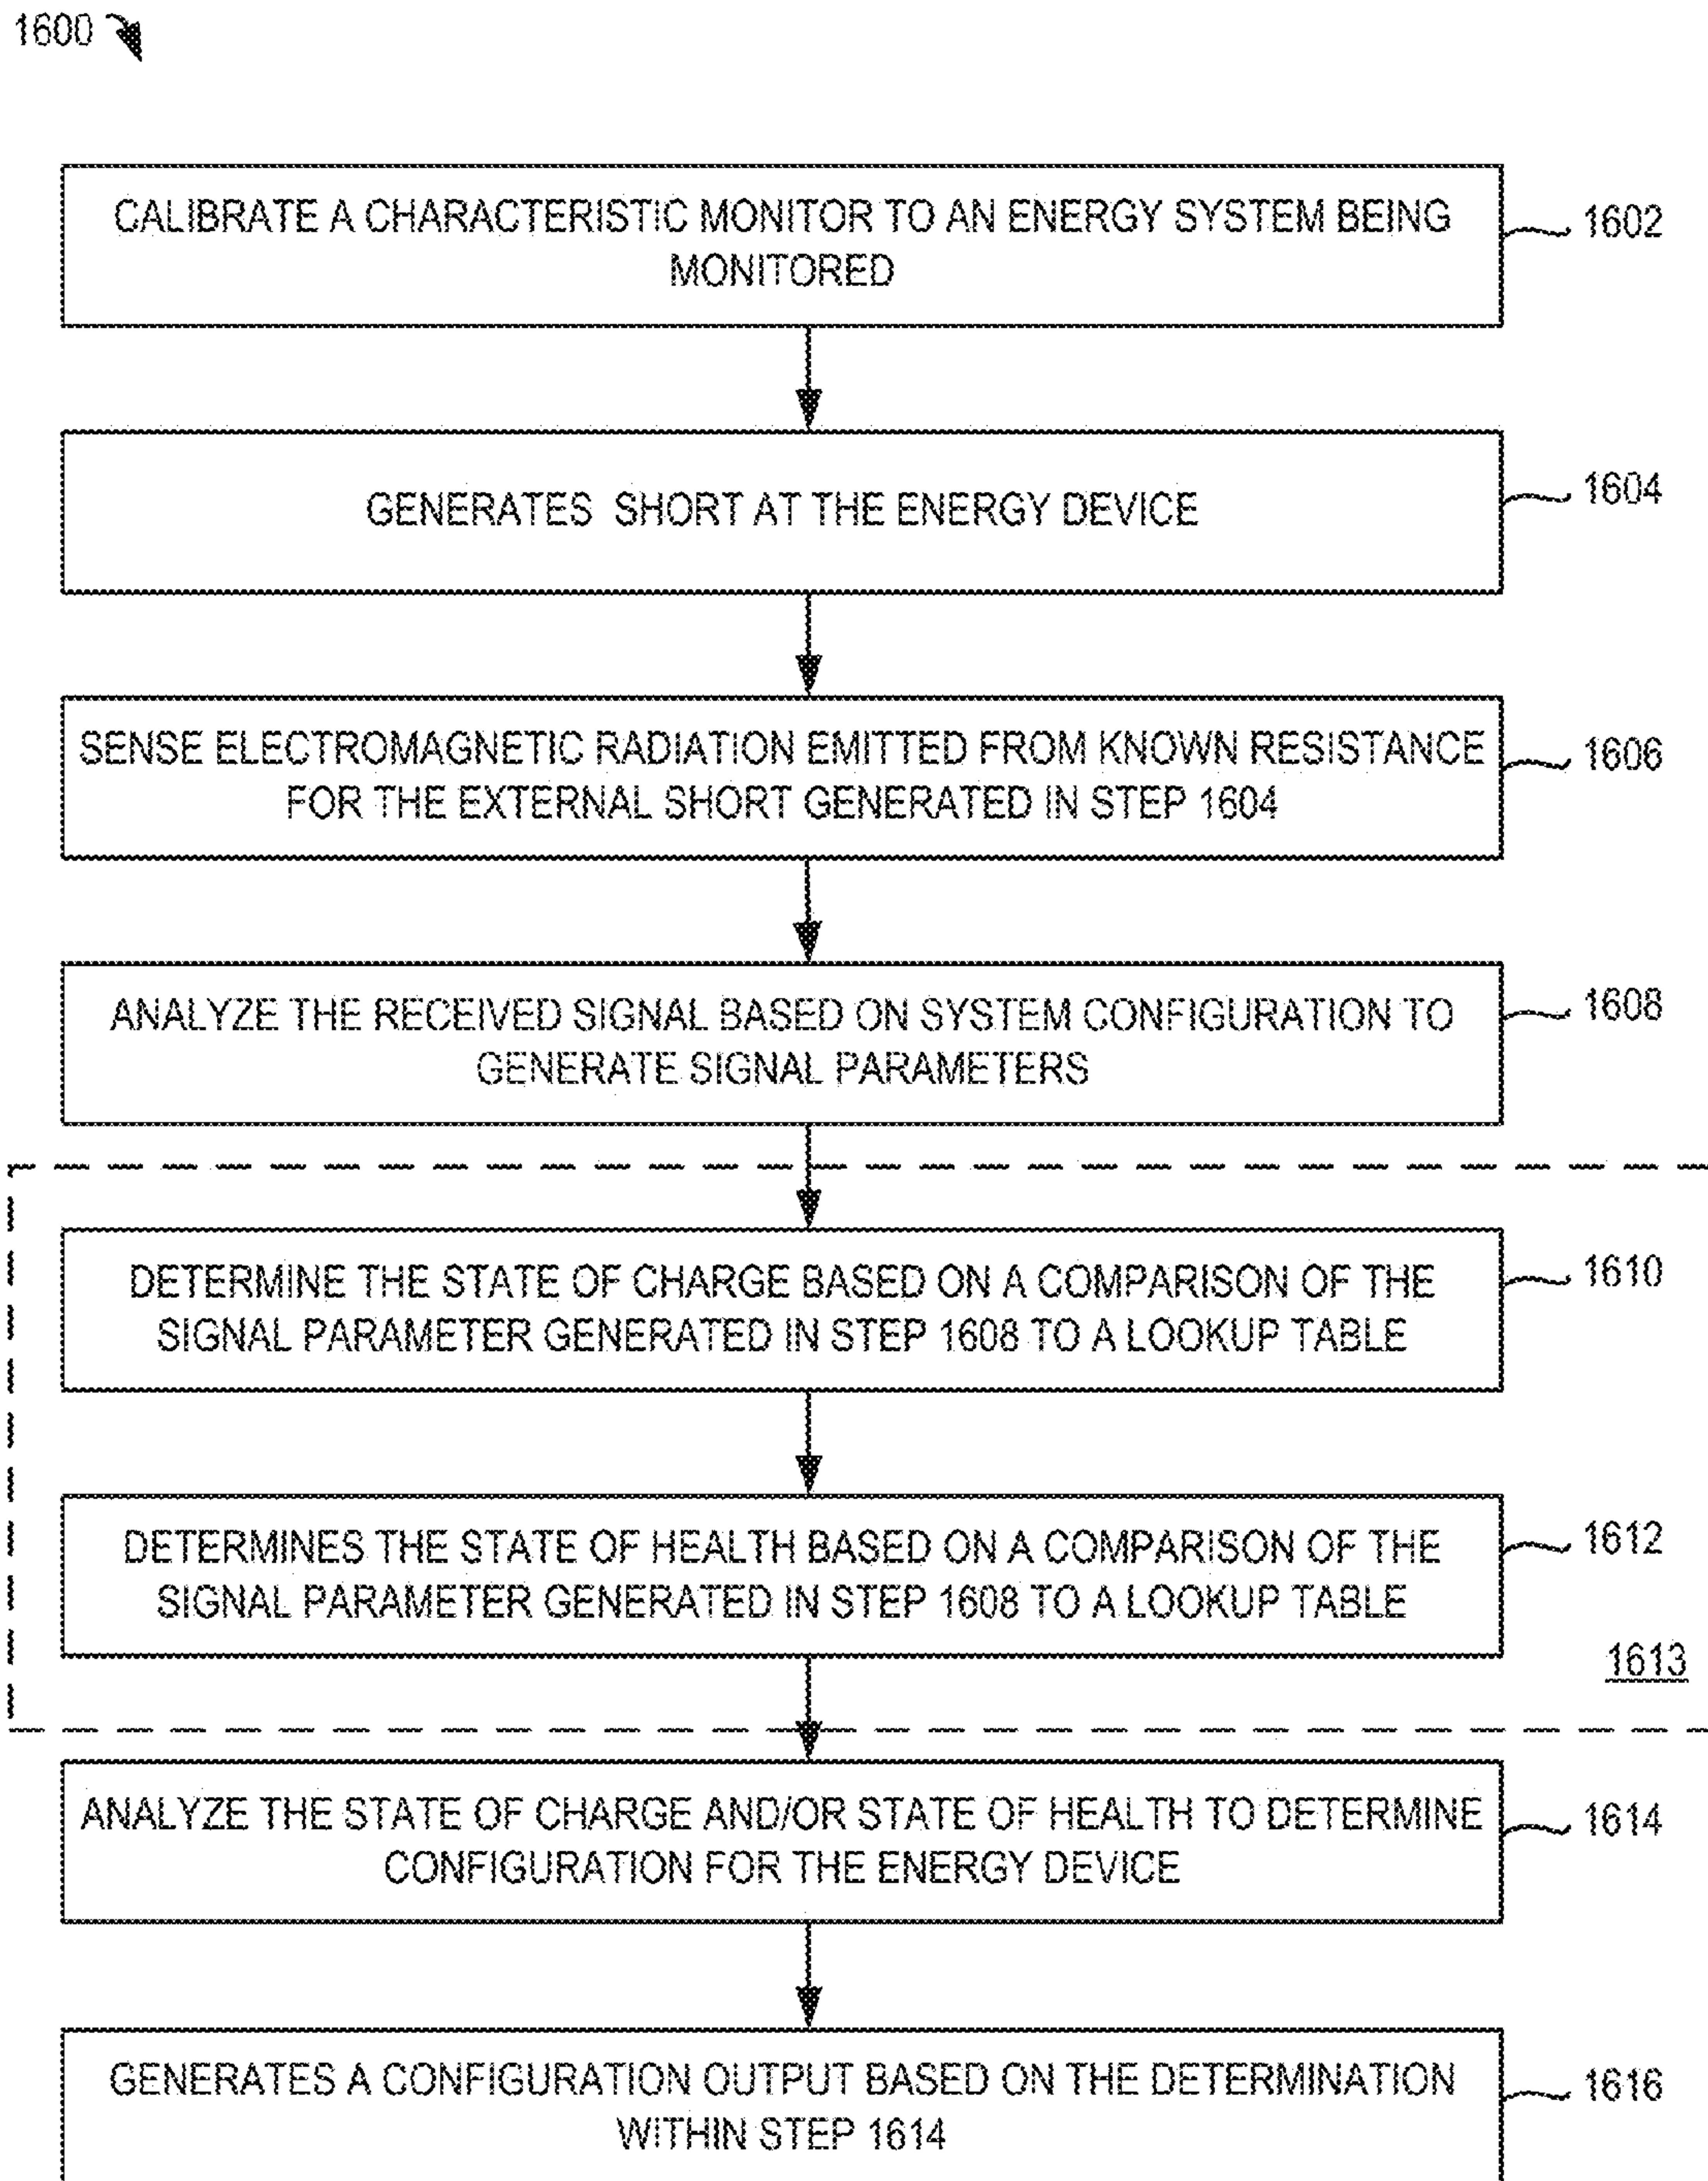 1600
CALIBRATE A CHARACTERISTIC MONITOR TO AN ENERGY SYSTEM BEING
MONITORED
1602
GENERATES SHORT AT THE ENERGY DEVICE
1604
SENSE ELECTROMAGNETIC RADIATION EMITTED FROM KNOWN RESISTANCE
FOR THE EXTERNAL SHORT GENERATED IN STEP 1604
1606
ANALYZE THE RECEIVED SIGNAL BASED ON SYSTEM CONFIGURATION TO
GENERATE SIGNAL PARAMETERS
1608
DETERMINE THE STATE OF CHARGE BASED ON A COMPARISON OF THE
SIGNAL PARAMETER GENERATED IN STEP 1608 TO A LOOKUP TABLE
1610
DETERMINES THE STATE OF HEALTH BASED ON A COMPARISON OF THE
SIGNAL PARAMETER GENERATED IN STEP 1608 TO A LOOKUP TABLE
1612
1613
ANALYZE THE STATE OF CHARGE AND/OR STATE OF HEALTH TO DETERMINE
CONFIGURATION FOR THE ENERGY DEVICE
1614
GENERATES A CONFIGURATION OUTPUT BASED ON THE DETERMINATION
WITHIN STEP 1614
1616